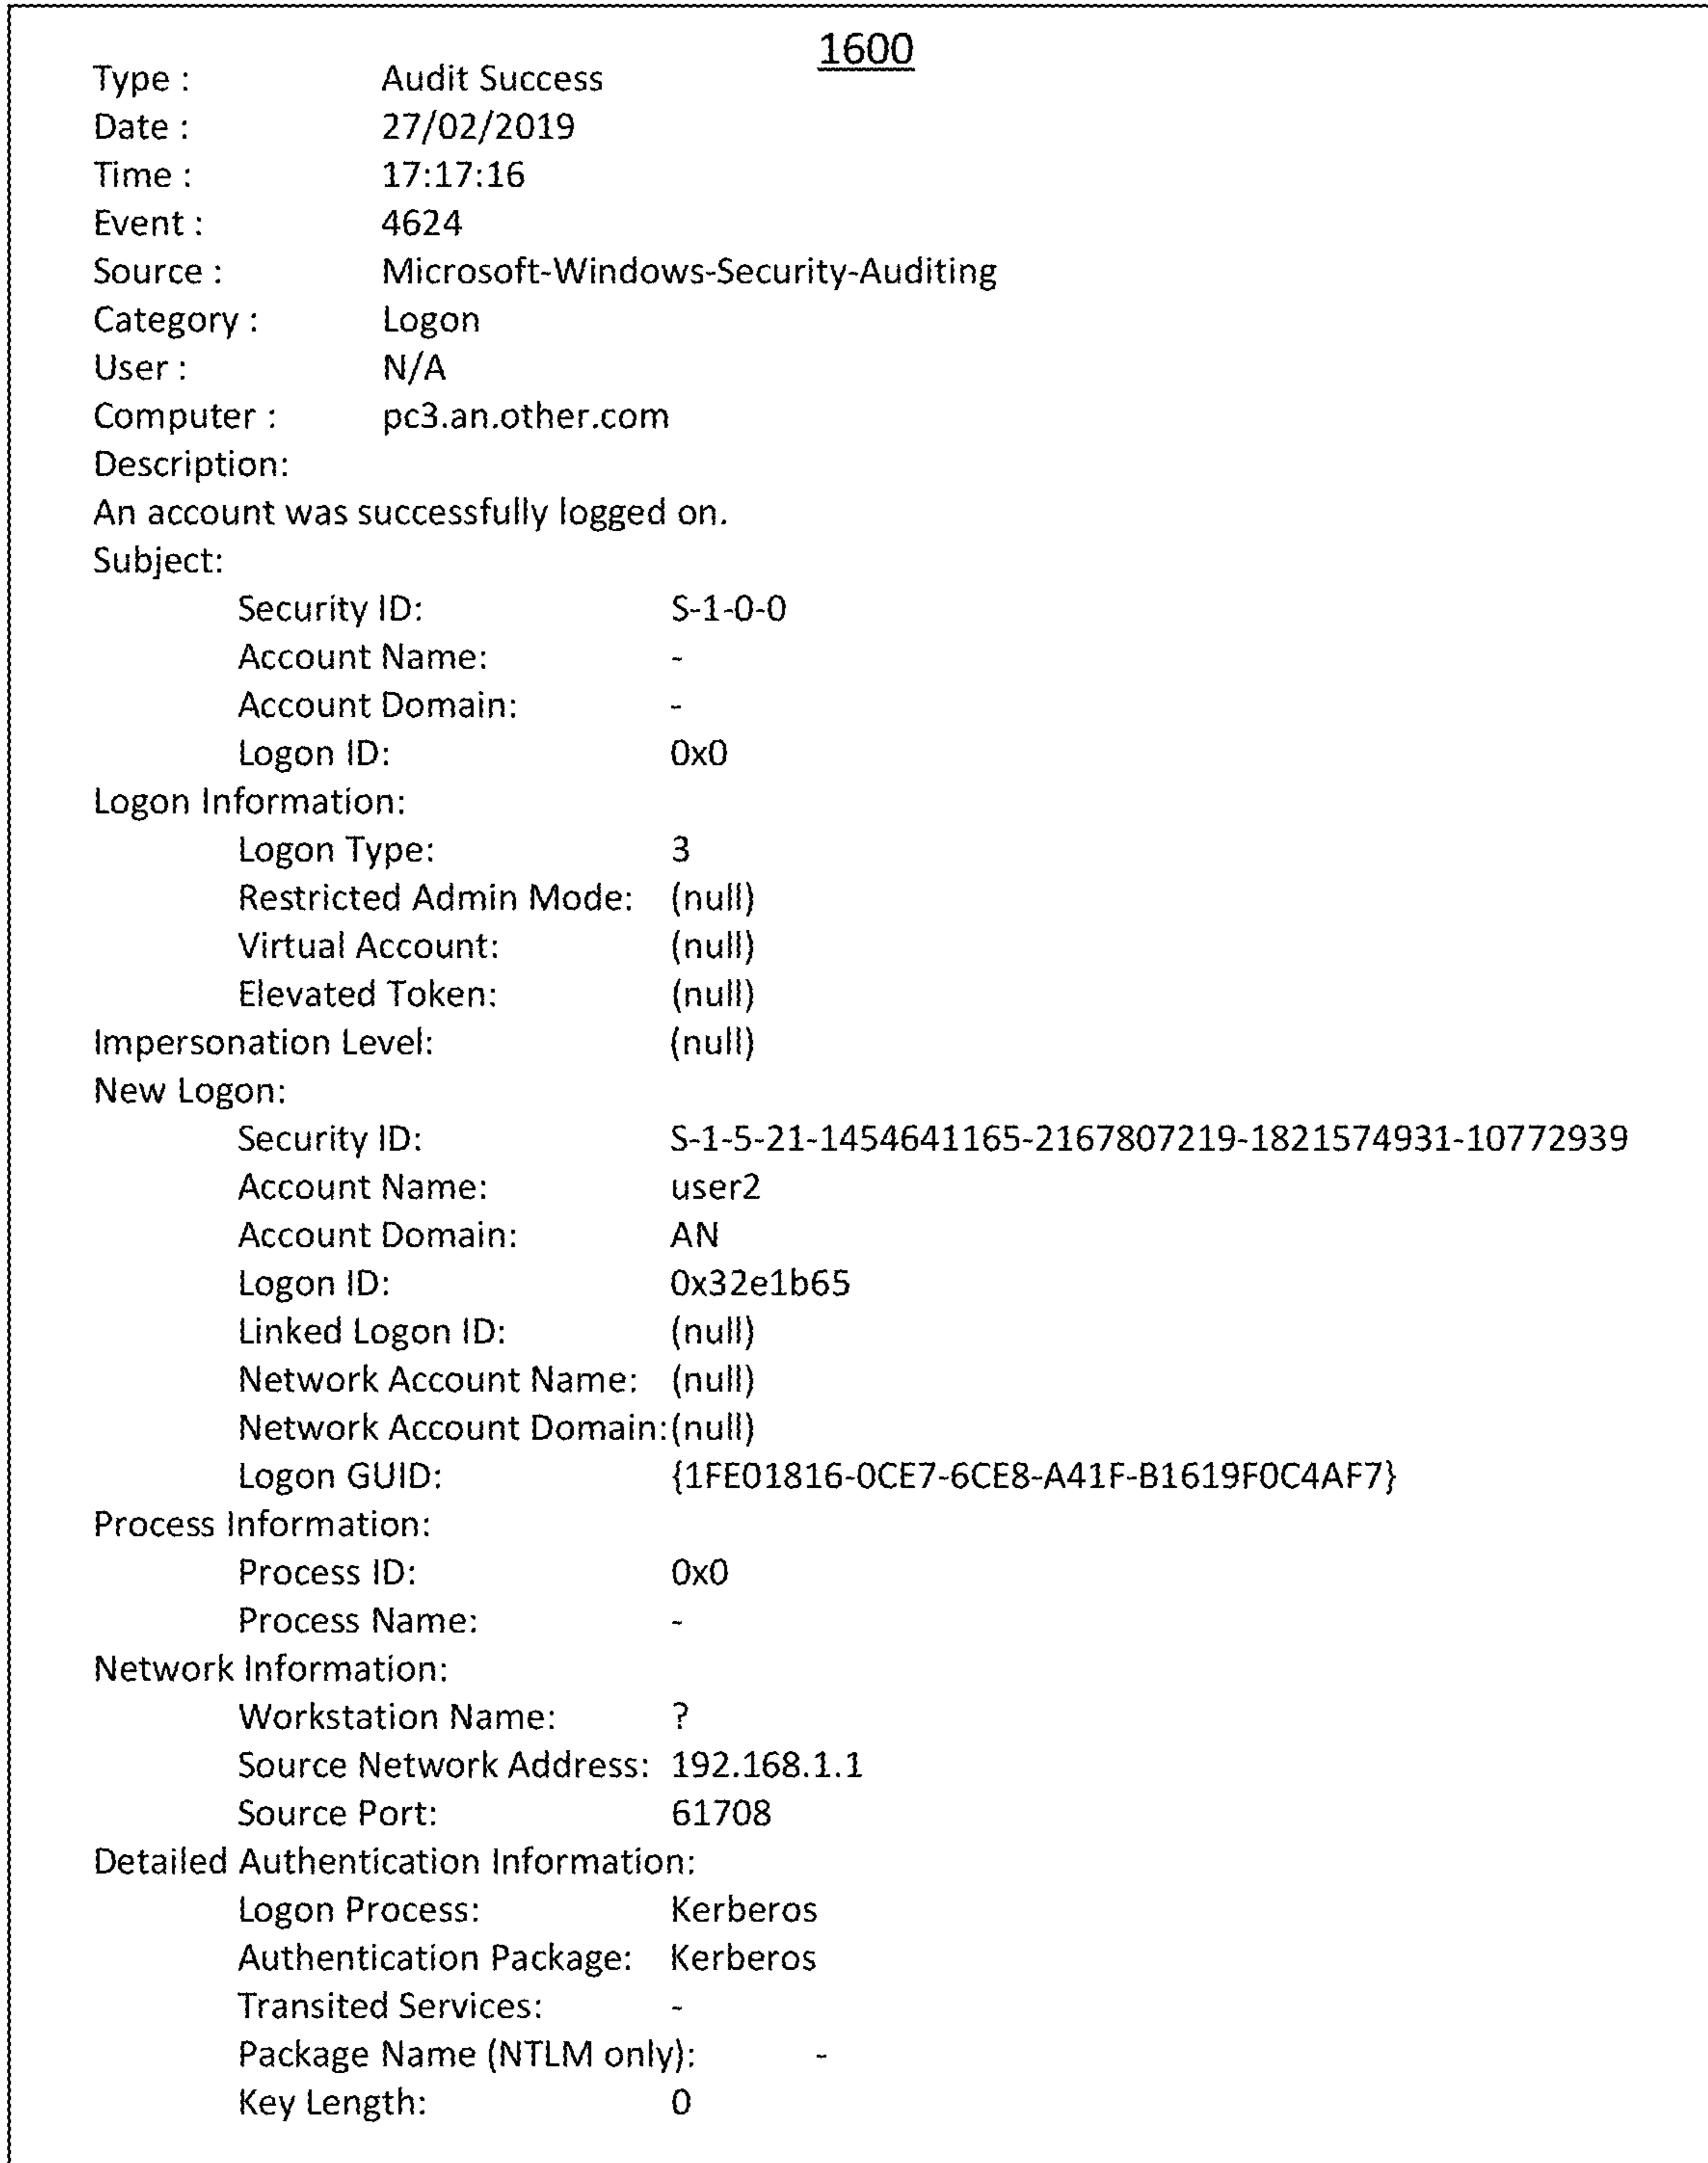 1600
Type : Audit Success
Date : 27/02/2019
Time : 17:17:16
Event : 4624
Source : Microsoft-Windows-Security-Auditing
Category : Logon
User : N/A
Computer : pc3.an.other.com
Description:
An account was successfully logged on.
Subject:
Security ID: S-1-0-0
Account Name: -
Account Domain: -
Logon ID: 0x0
Logon Information:
Logon Type: 3
Restricted Admin Mode: (null)
Virtual Account: (null)
Elevated Token: (null)
Impersonation Level: (null)
New Logon:
Security ID: S-1-5-21-1454641165-2167807219-1821574931-10772939
Account Name: user2
Account Domain: AN
Logon ID: 0x32e1b65
Linked Logon ID: (null)
Network Account Name: (null)
Network Account Domain:(null)
Logon GUID: {1FE01816-0CE7-6CE8-A41F-B1619F0C4AF7}
Process Information:
Process ID: 0x0
Process Name: -
Network Information:
Workstation Name: ?
Source Network Address: 192.168.1.1
Source Port: 61708
Detailed Authentication Information:
Logon Process: Kerberos
Authentication Package: Kerberos
Transited Services: -
Package Name (NTLM only): -
Key Length: 0